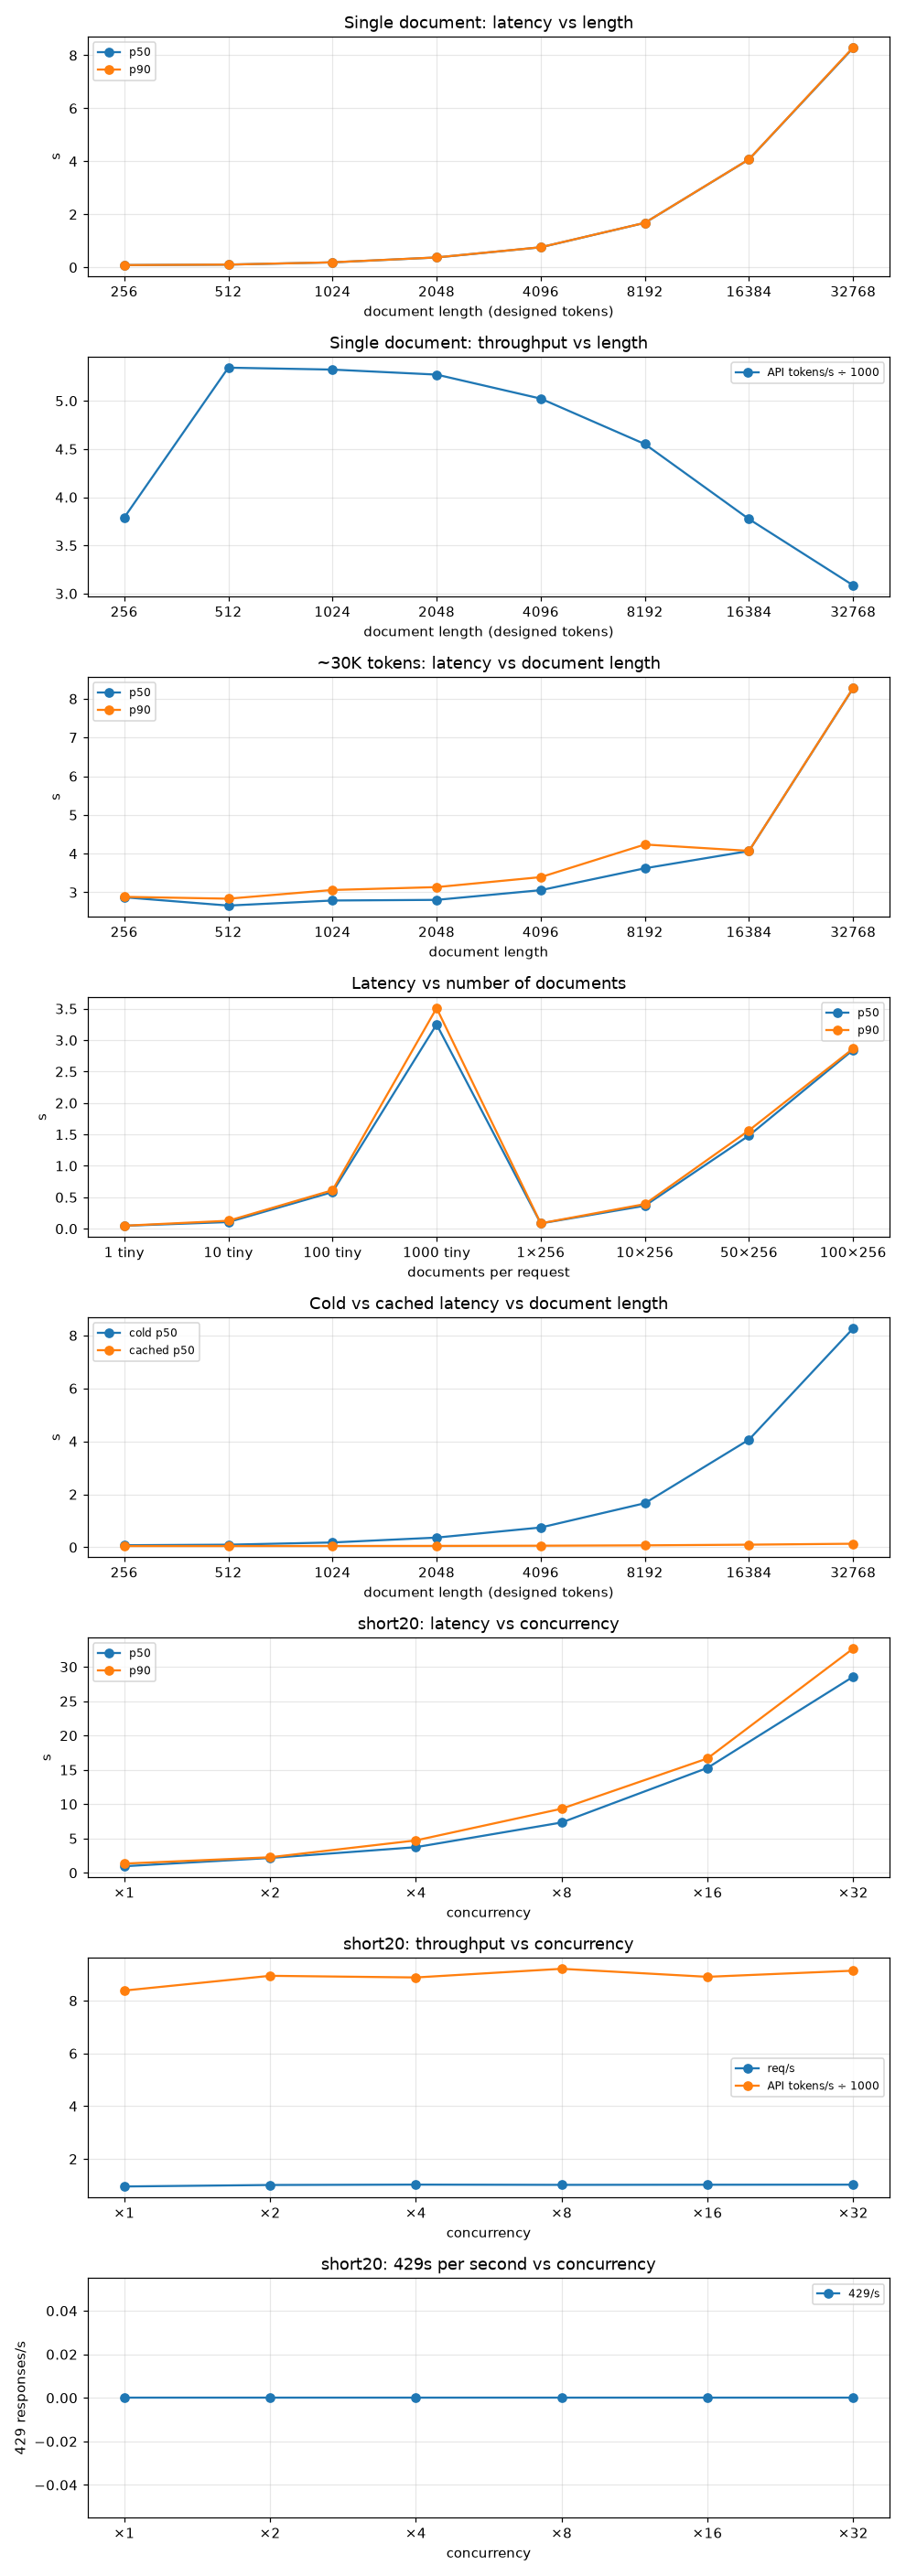 Single document: latency vs length
p50
p90
8
6
4
2
0
s
256 512 1024 2048 4096 8192 16384 32768
document length (designed tokens)
Single document: throughput vs length
API tokens/s ÷ 1000
5.0
4.5
4.0
3.5
3.0
256 512 1024 2048 4096 8192 16384 32768
document length (designed tokens)
~30K tokens: latency vs document length
p50
p90
8
7
6
5
4
3
s
256 512 1024 2048 4096 8192 16384 32768
document length
Latency vs number of documents
p50
p90
3.5
3.0
2.5
2.0
1.5
1.0
0.5
0.0
s
1 tiny 10 tiny 100 tiny 1000 tiny 1×256 10×256 50×256 100×256
documents per request
Cold vs cached latency vs document length
cold p50
cached p50
8
6
4
2
0
s
256 512 1024 2048 4096 8192 16384 32768
document length (designed tokens)
short20: latency vs concurrency
p50
p90
30
25
20
15
10
5
0
s
×1 ×2 ×4 ×8 ×16 ×32
concurrency
short20: throughput vs concurrency
8
6
4
2
req/s
API tokens/s ÷ 1000
×1 ×2 ×4 ×8 ×16 ×32
concurrency
short20: 429s per second vs concurrency
429/s
0.04
0.02
0.00
−0.02
−0.04
429 responses/s
×1 ×2 ×4 ×8 ×16 ×32
concurrency